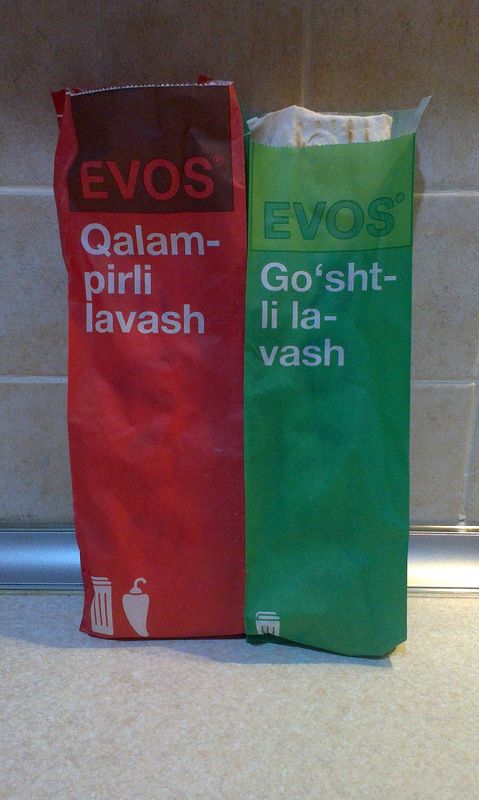 EVOS®
Qalam-
pirli
lavash
EVOS®
Go‘sht-
li la-
vash